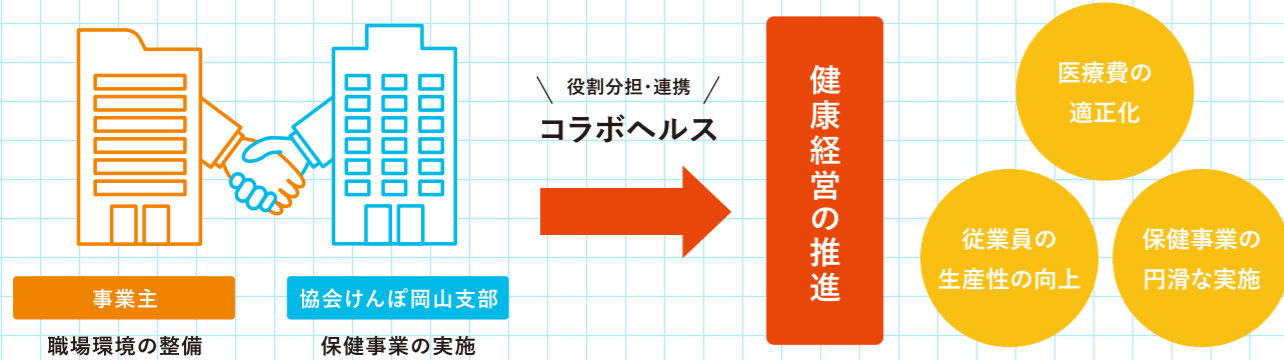 事業主
職場環境の整備
協会けんぽ岡山支部
保健事業の実施
役割分担・連携
コラボヘルス
健康経営の推進
医療費の
適正化
従業員の
生産性の向上
保健事業の
円滑な実施